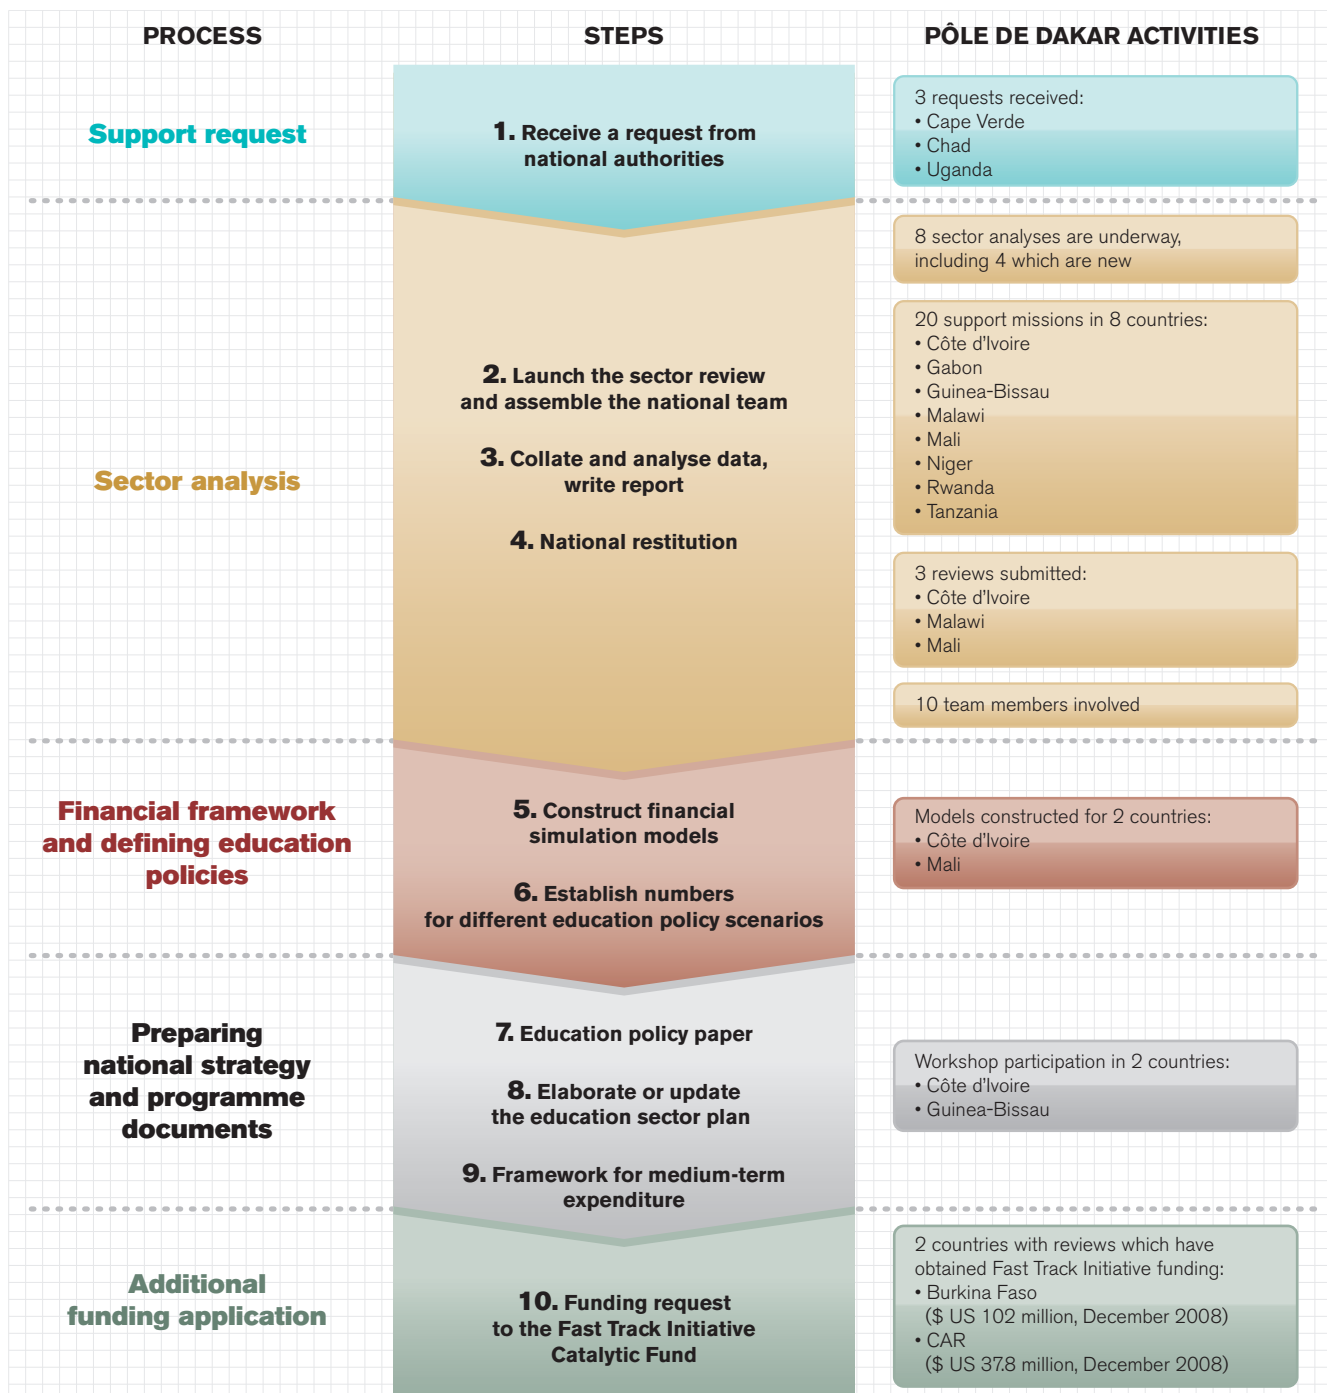 PROCESS
STEPS
PÔLE DE DAKAR ACTIVITIES
Support request
1. Receive a request from
national authorities
3 requests received:
• Cape Verde
• Chad
• Uganda
Sector analysis
2. Launch the sector review
and assemble the national team
3. Collate and analyse data,
write report
4. National restitution
8 sector analyses are underway,
including 4 which are new
20 support missions in 8 countries:
• Côte d'Ivoire
• Gabon
• Guinea-Bissau
• Malawi
• Mali
• Niger
• Rwanda
• Tanzania
3 reviews submitted:
• Côte d'Ivoire
• Malawi
• Mali
10 team members involved
Financial framework
and defining education
policies
5. Construct financial
simulation models
6. Establish numbers
for different education policy scenarios
Models constructed for 2 countries:
• Côte d'Ivoire
• Mali
Preparing
national strategy
and programme
documents
7. Education policy paper
8. Elaborate or update
the education sector plan
9. Framework for medium-term
expenditure
Workshop participation in 2 countries:
• Côte d'Ivoire
• Guinea-Bissau
Additional
funding application
10. Funding request
to the Fast Track Initiative
Catalytic Fund
2 countries with reviews which have
obtained Fast Track Initiative funding:
• Burkina Faso
($ US 102 million, December 2008)
• CAR
($ US 37.8 million, December 2008)